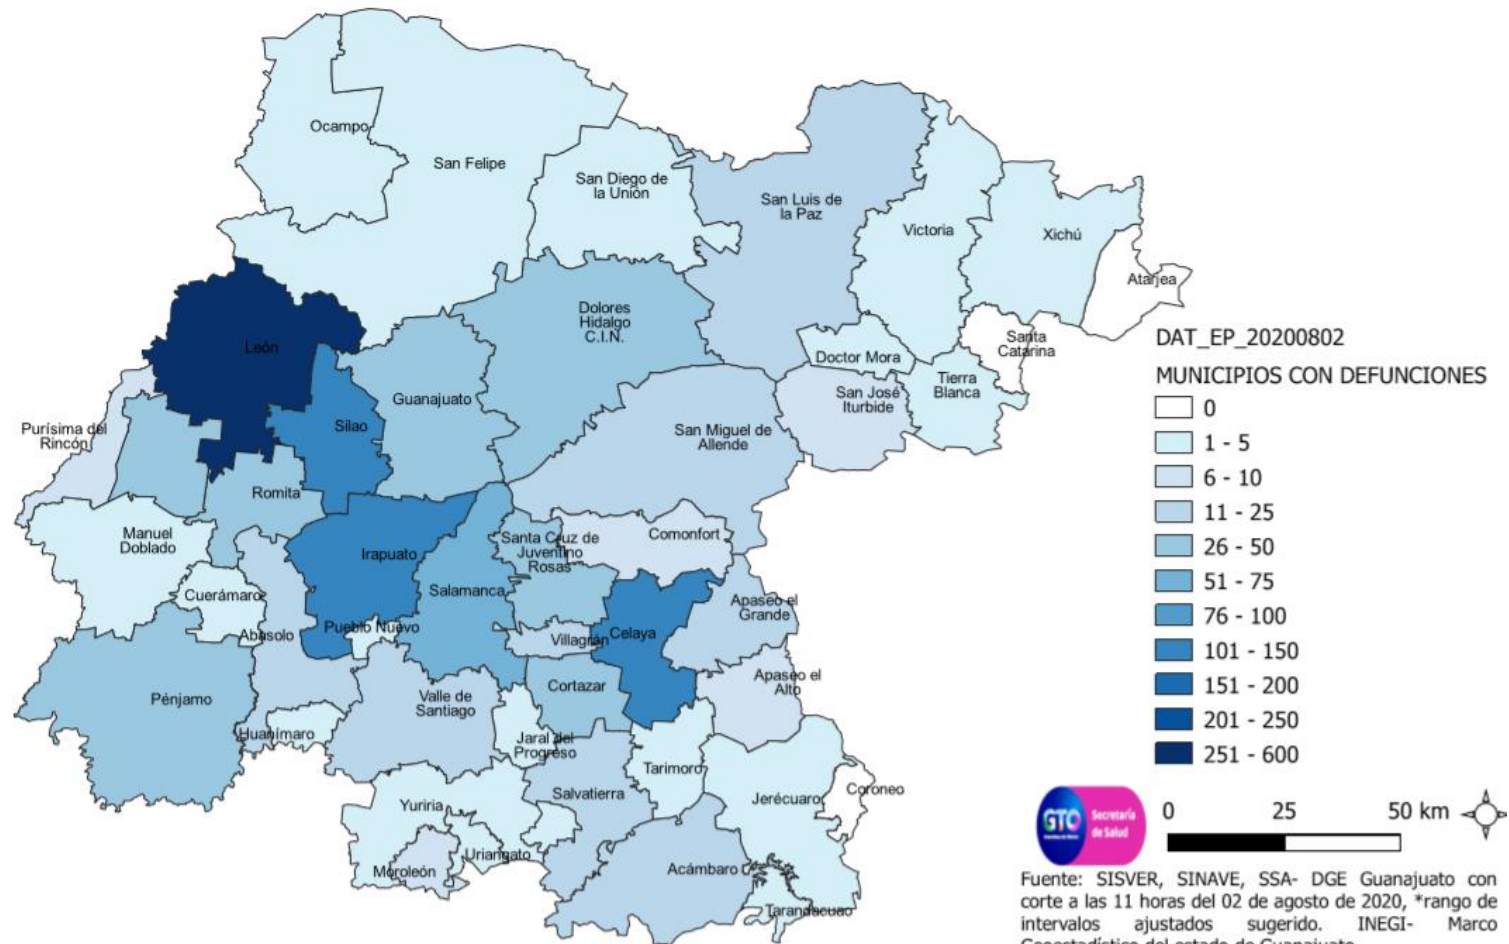 Ocampo
San Felipe
San Diego de
la Unión
San Luis de
la Paz
Victoria
Xichú
Atarjea
Santa
Catarina
Doctor Mora
Tierra
Blanca
San José
Iturbide
Dolores
Hidalgo
C.I.N.
León
Guanajuato
Silao
San Miguel de
Allende
Purísima del
Rincón
Romita
Manuel
Doblado
Irapuato
Santa Cruz de
Juventino
Rosas
Comonfort
Cuerámaro
Salamanca
Apaseo el
Grande
Abasolo
Pueblo Nuevo
Villagrán
Celaya
Pénjamo
Valle de
Santiago
Cortazar
Apaseo el
Alto
Huanímaro
Jaral del
Progreso
Tarimoro
Yuriria
Salvatierra
Jerécuaro
Coroneo
Moroleón
Uriangato
Acámbaro
Tarandacuao
DAT_EP_20200802
MUNICIPIOS CON DEFUNCIONES
0
1 - 5
6 - 10
11 - 25
26 - 50
51 - 75
76 - 100
101 - 150
151 - 200
201 - 250
251 - 600
GTO
Secretaría
de Salud
0 25 50 km
Fuente: SISVER, SINAVE, SSA- DGE Guanajuato con
corte a las 11 horas del 02 de agosto de 2020, *rango de
intervalos ajustados sugerido. INEGI- Marco
Geoestadístico del estado de Guanajuato